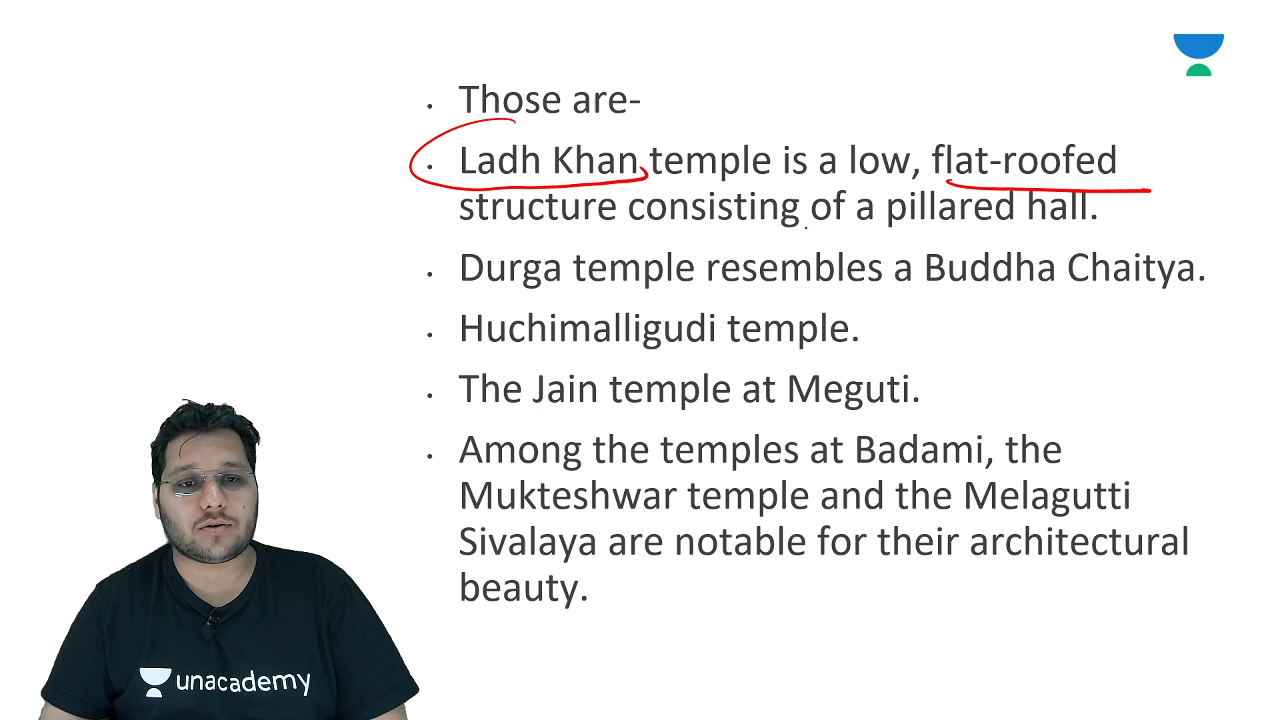 • Those are-
• Ladh Khan temple is a low, flat-roofed
structure consisting of a pillared hall.
• Durga temple resembles a Buddha Chaitya.
• Huchimalligudi temple.
• The Jain temple at Meguti.
• Among the temples at Badami, the
Mukteshwar temple and the Melagutti
Sivalaya are notable for their architectural
beauty.
unacademy